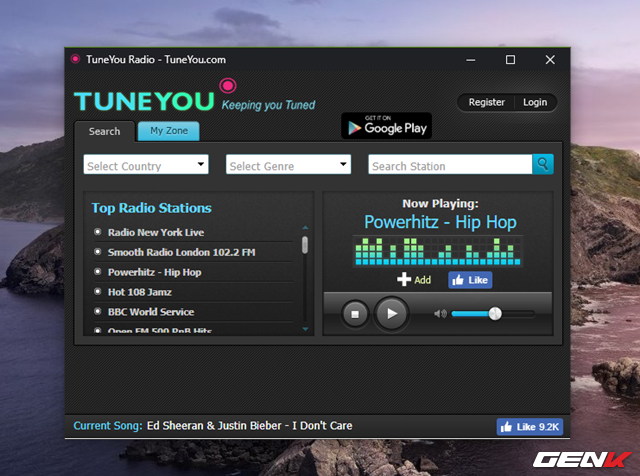 TuneYou Radio - TuneYou.com
TUNEYOU Keeping you Tuned
GET IT ON
Google Play
Register Login
Search My Zone
Select Country Select Genre Search Station
Top Radio Stations
Radio New York Live
Smooth Radio London 102.2 FM
Powerhitz - Hip Hop
Hot 108 Jamz
BBC World Service
Open FM 500 RnB Hits
Now Playing:
Powerhitz - Hip Hop
Add Like
Current Song: Ed Sheeran & Justin Bieber - I Don't Care
Like 9.2K
GENK